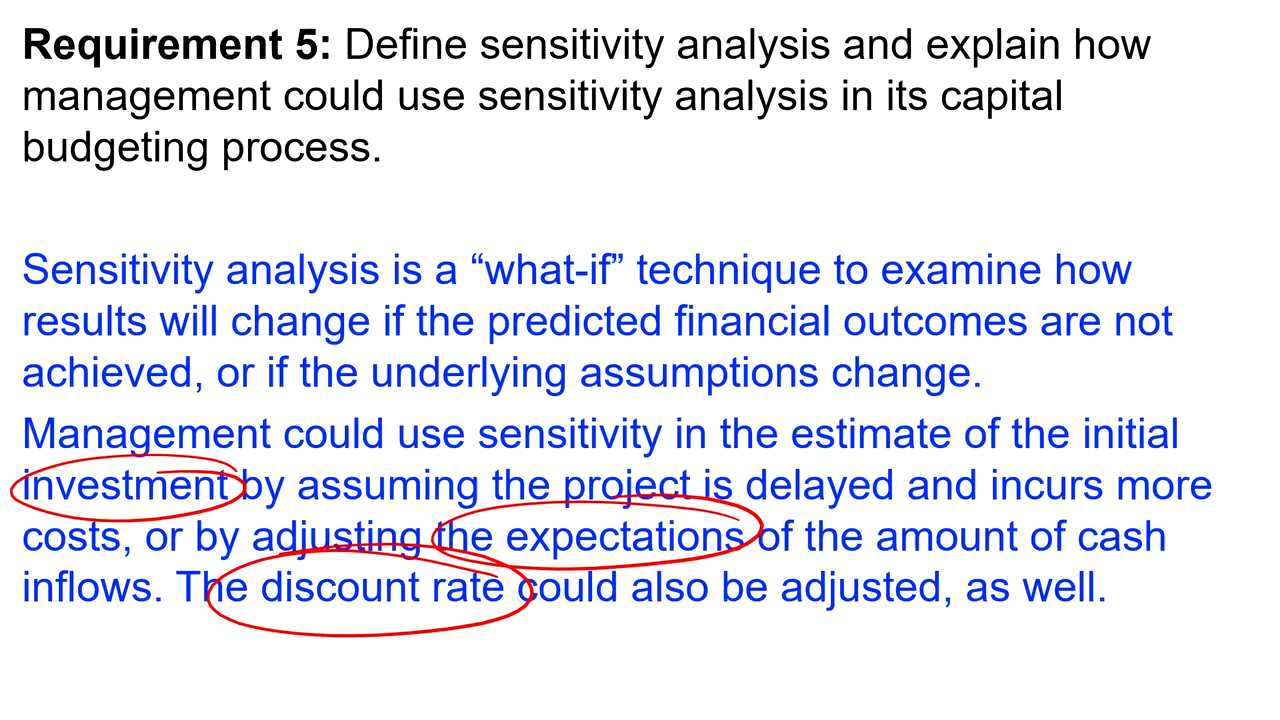 Requirement 5: Define sensitivity analysis and explain how
management could use sensitivity analysis in its capital
budgeting process.
Sensitivity analysis is a “what-if” technique to examine how
results will change if the predicted financial outcomes are not
achieved, or if the underlying assumptions change.
Management could use sensitivity in the estimate of the initial
investment by assuming the project is delayed and incurs more
costs, or by adjusting the expectations of the amount of cash
inflows. The discount rate could also be adjusted, as well.